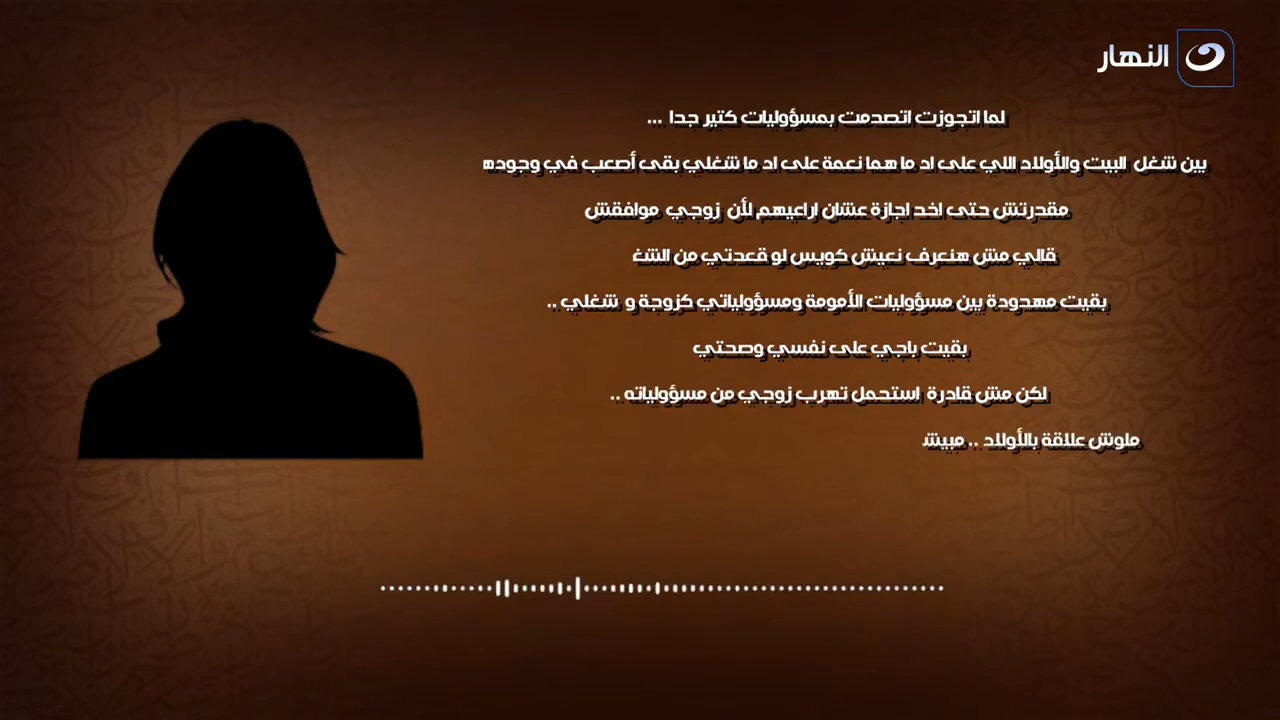 النهار
لما اتجوزت اتصدمت بمسؤوليات كتير جدا ...
بين شغل البيت والأولاد اللي على اد ما هما نعمة على اد ما شغلي بقى أصعب في وجوده
مقدرتش حتى اخد اجازة عشان اراعيهم لأن زوجي موافقش
قالي مش هنعرف نعيش كويس لو قعدتي من الشغ
بقيت مهدودة بين مسؤوليات الأمومة ومسؤولياتي كزوجة و شغلي ..
بقيت باجي على نفسي وصحتي
لكن مش قادرة استحمل تهرب زوجي من مسؤولياته ..
ملوش علاقة بالأولاد .. مبيش